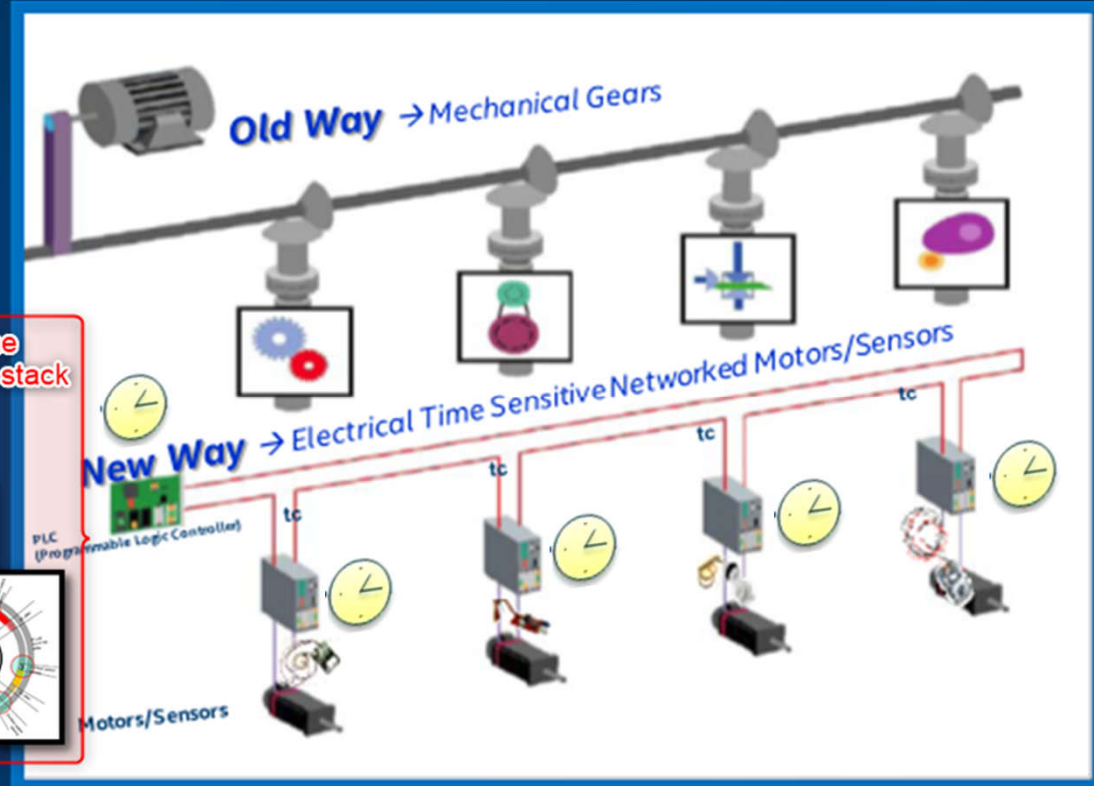 Old Way → Mechanical Gears
e
stack
New Way → Electrical Time Sensitive Networked Motors/Sensors
tc
tc
tc
tc
PLC
(Programmable Logic Controller)
Motors/Sensors